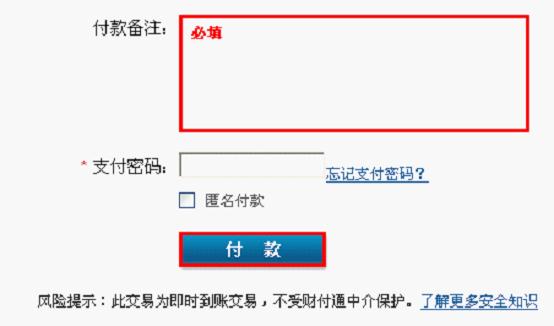 付款备注：
必填
* 支付密码：
忘记支付密码？
匿名付款
付 款
风险提示：此交易为即时到账交易，不受财付通中介保护。了解更多安全知识